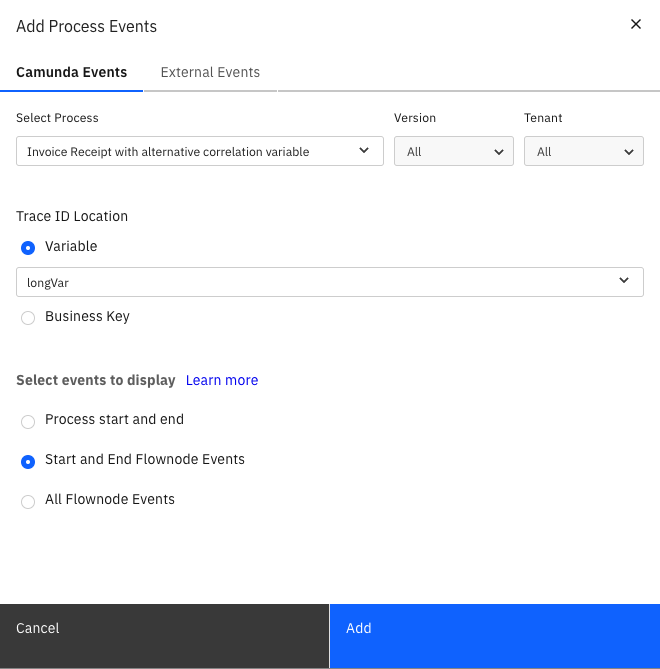 Add Process Events
Camunda Events External Events
Select Process Version Tenant
Invoice Receipt with alternative correlation variable All All
Trace ID Location
Variable
longVar
Business Key
Select events to display Learn more
Process start and end
Start and End Flownode Events
All Flownode Events
Cancel Add